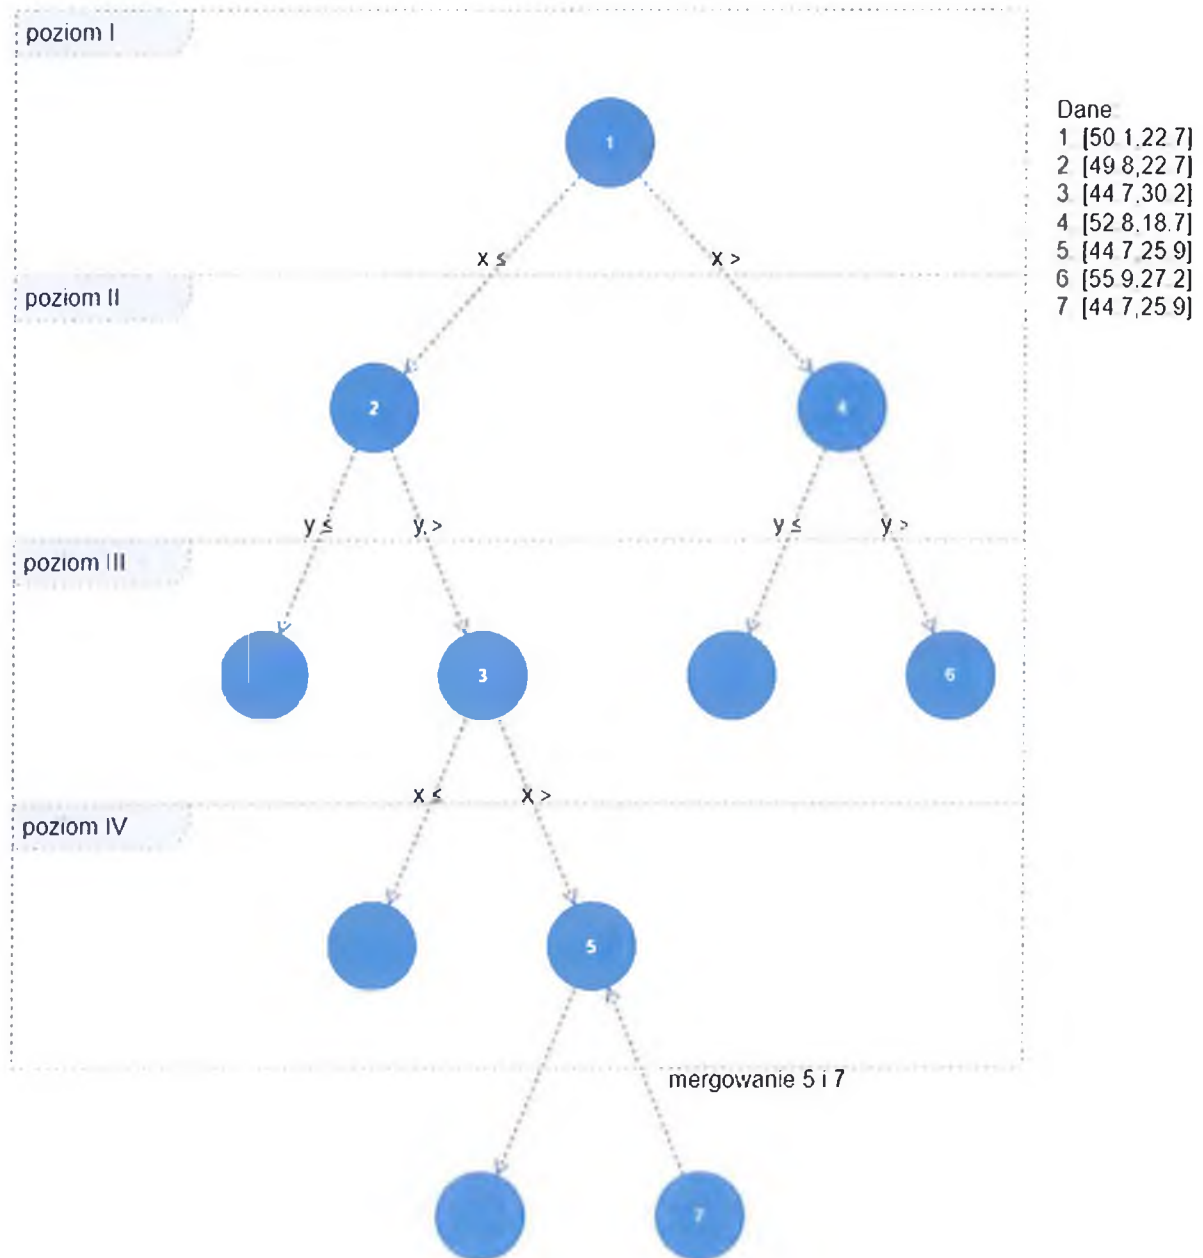 poziom I
1
Dane
1 [50.1,22.7]
2 [49.8,22.7]
3 [44.7,30.2]
4 [52.8,18.7]
5 [44.7,25.9]
6 [55.9,27.2]
7 [44.7,25.9]
x ≤
x >
poziom II
2
4
y ≤
y, >
y ≤
y, >
poziom III
3
6
x ≤
x >
poziom IV
5
mergowanie 5 i 7
7